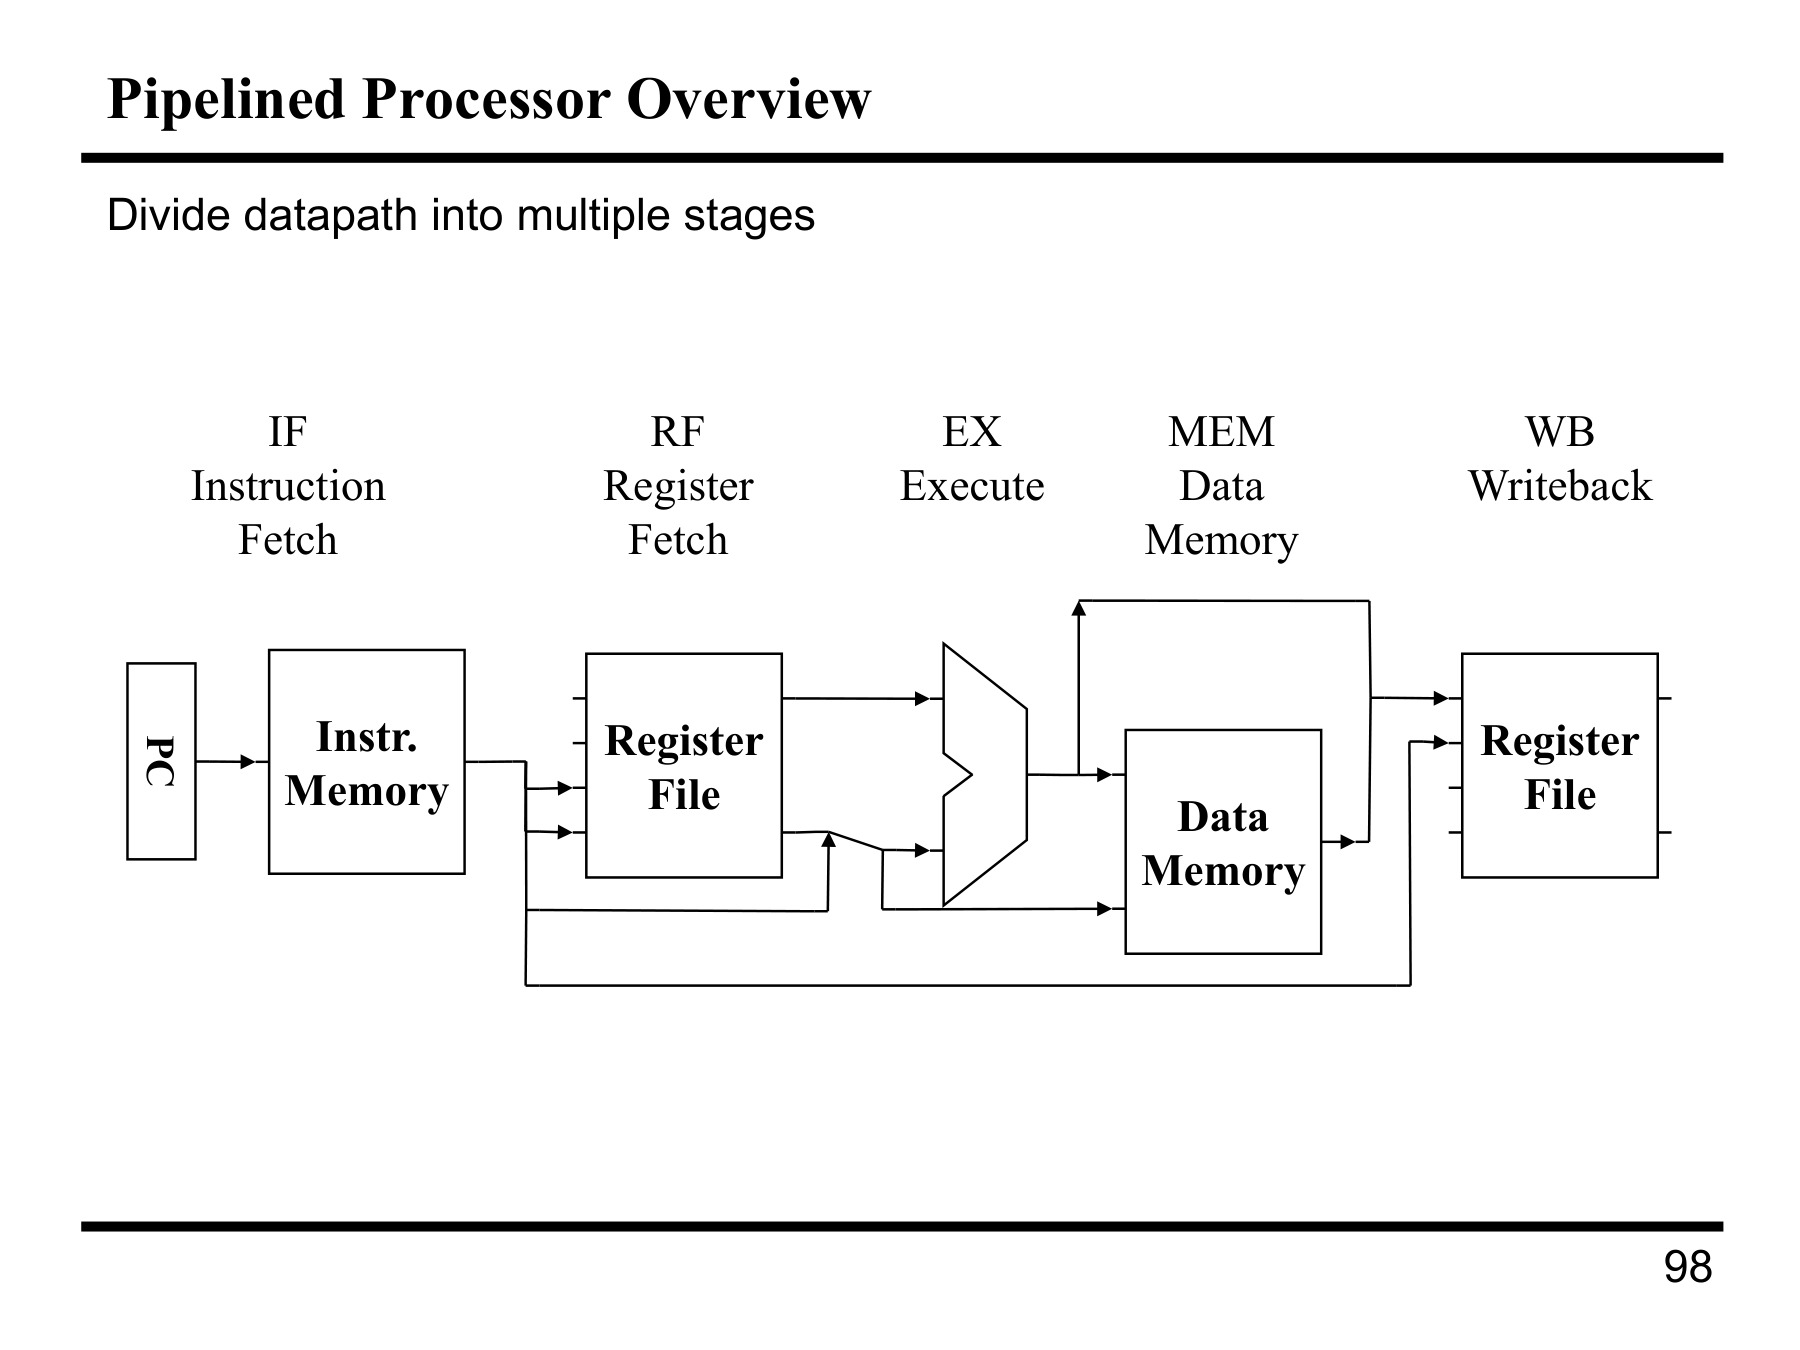 Pipelined Processor Overview
Divide datapath into multiple stages
IF
Instruction
Fetch
RF
Register
Fetch
EX
Execute
MEM
Data
Memory
WB
Writeback
PC
Instr.
Memory
Register
File
Data
Memory
Register
File
98